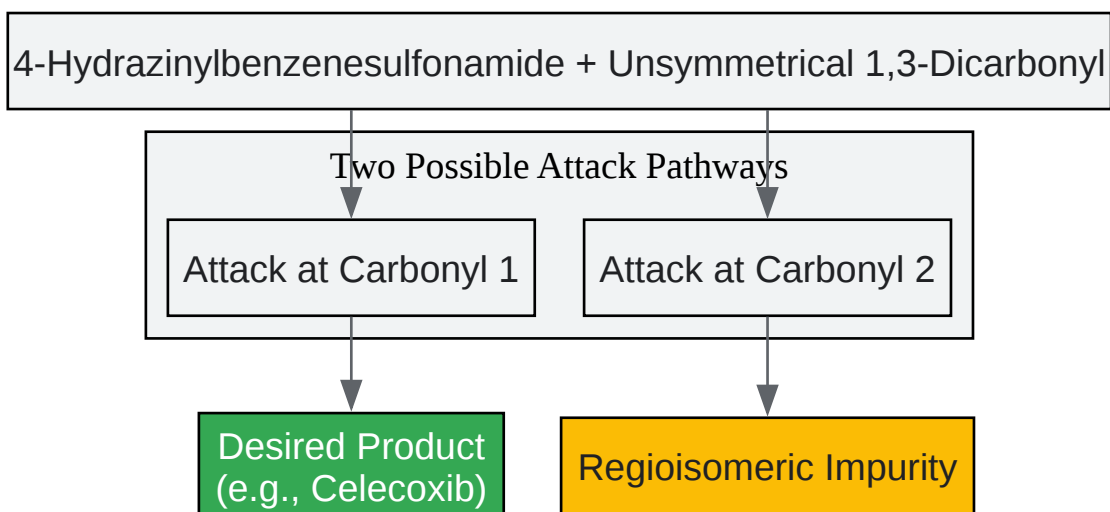 4-Hydrazinylbenzenesulfonamide + Unsymmetrical 1,3-Dicarbonyl
Two Possible Attack Pathways
Attack at Carbonyl 1
Attack at Carbonyl 2
Desired Product
(e.g., Celecoxib)
Regioisomeric Impurity